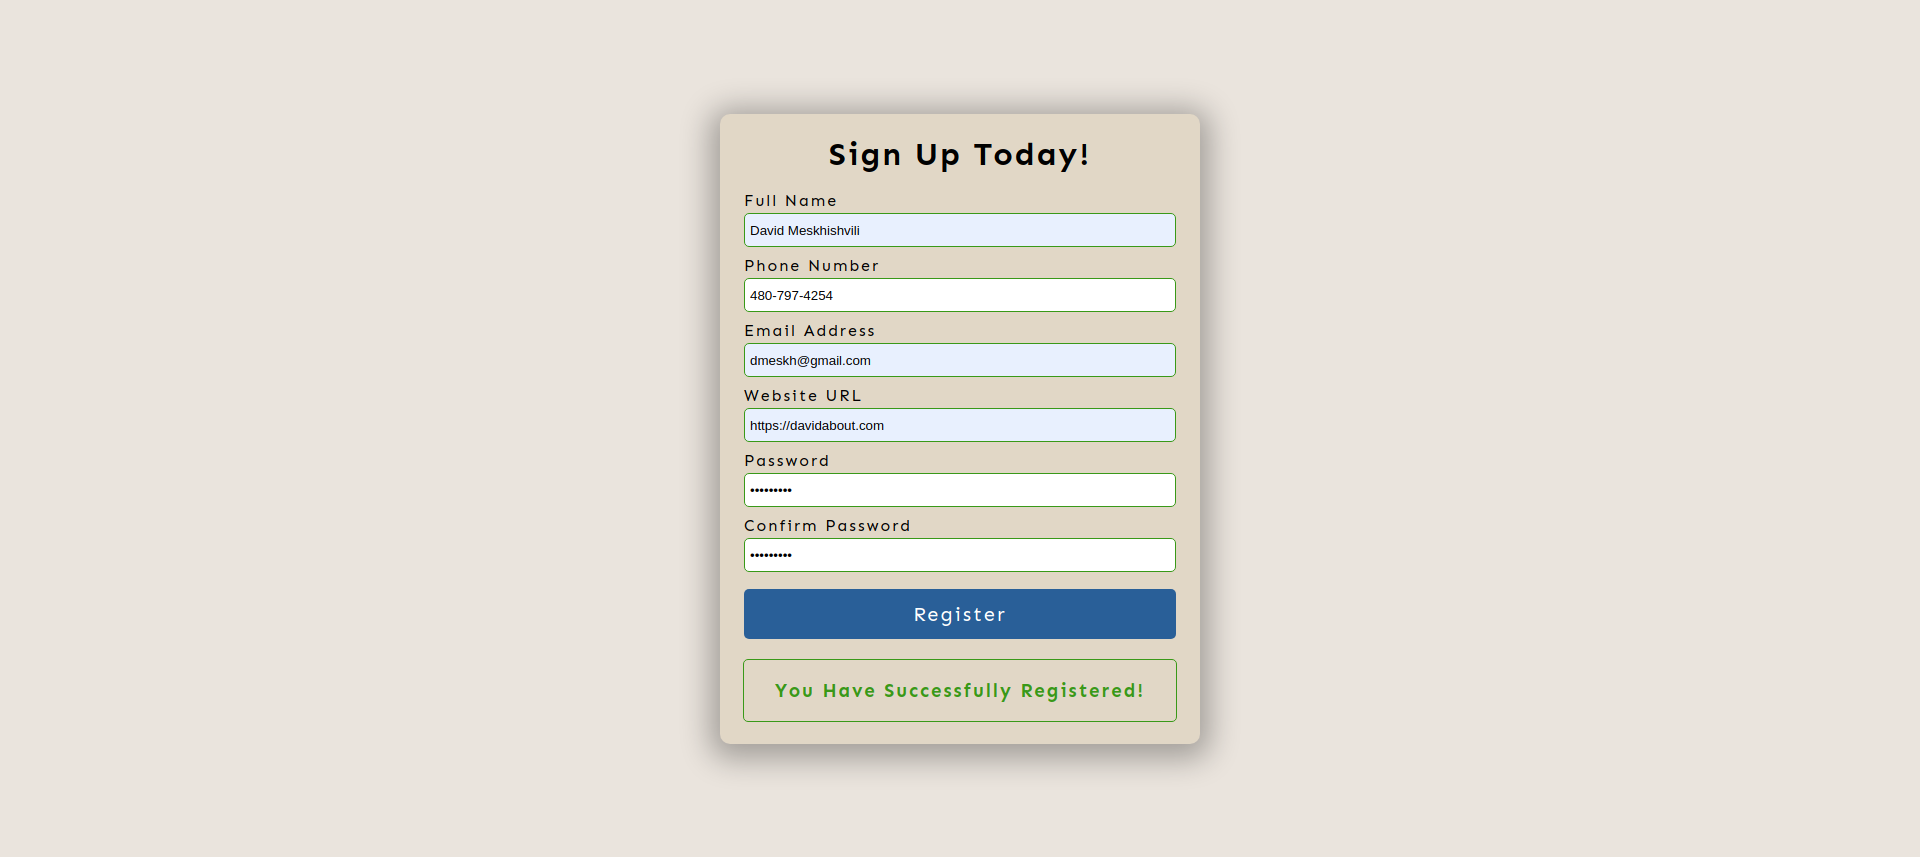 Sign Up Today!
Full Name
David Meskhishvili
Phone Number
480-797-4254
Email Address
dmeskh@gmail.com
Website URL
https://davidabout.com
Password
•••••••••
Confirm Password
•••••••••
Register
You Have Successfully Registered!